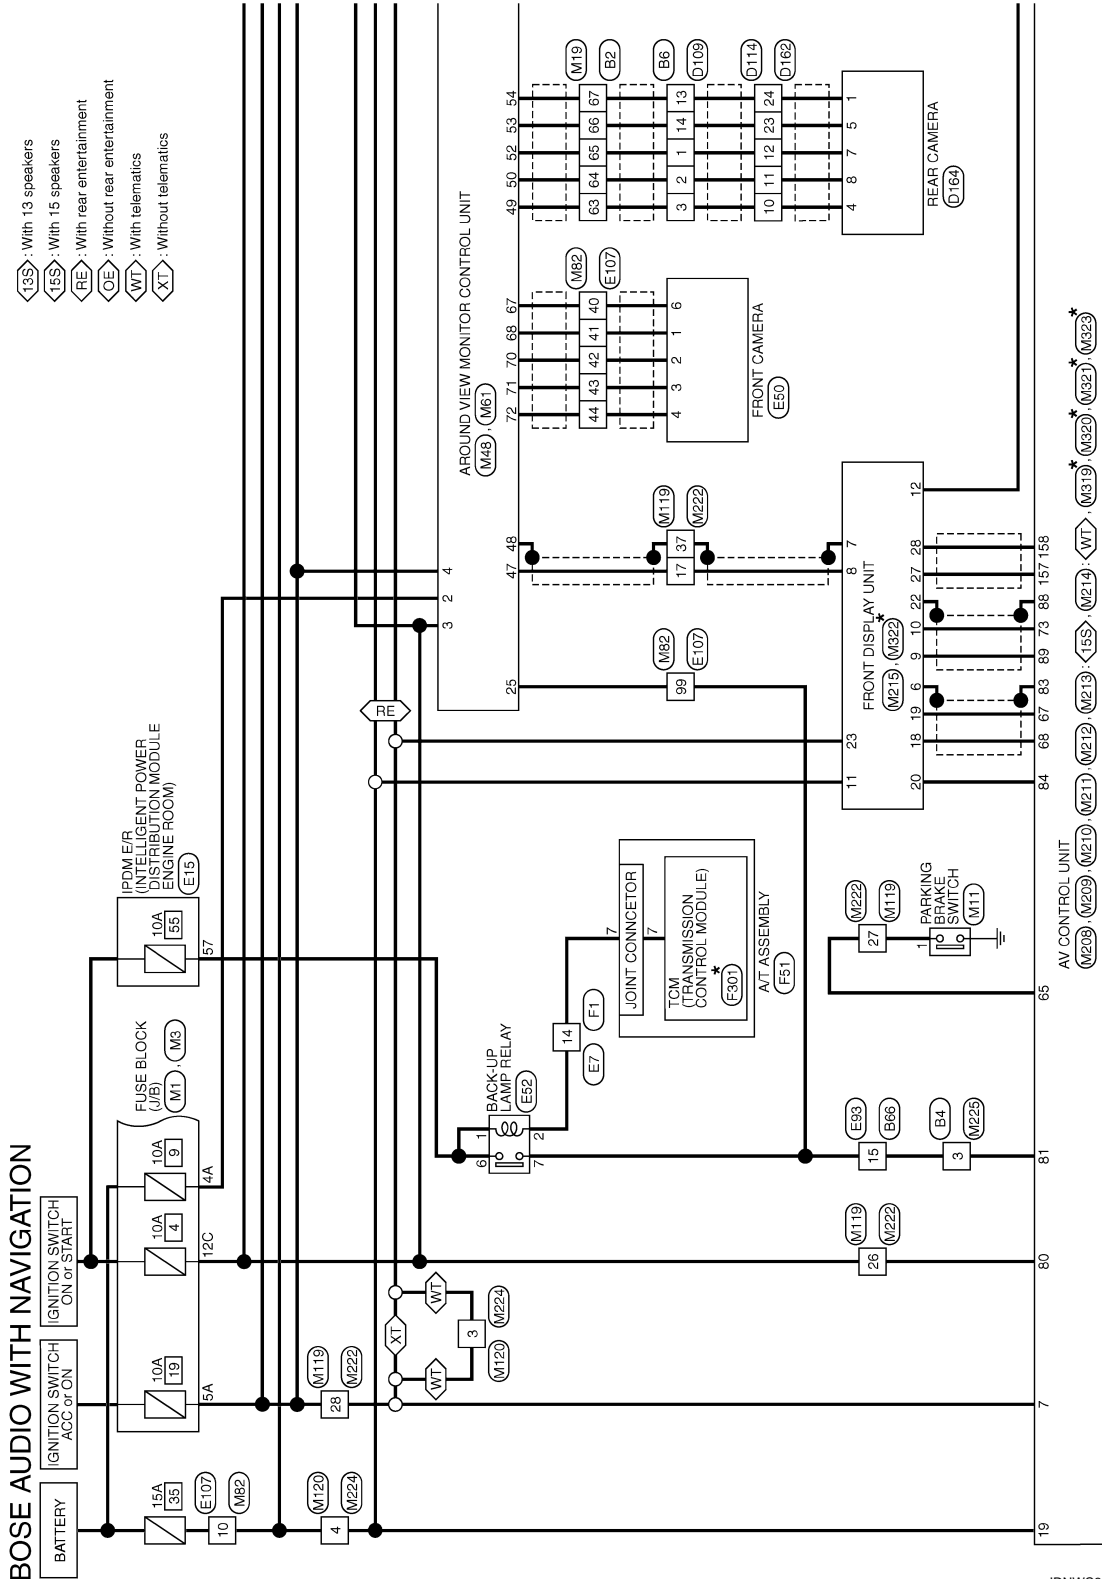 BOSE AUDIO WITH NAVIGATION
13S : With 13 speakers
15S : With 15 speakers
RE : With rear entertainment
OE : Without rear entertainment
WT : With telematics
XT : Without telematics
BATTERY
IGNITION SWITCH
ACC or ON
IGNITION SWITCH
ON or START
15A
35
E107
10
M82
M120
4
M224
19
10A
19
5A
M119
28
M222
7
10A
4
12C
10A
9
4A
FUSE BLOCK
(J/B)
M1 , M3
IPDM E/R
(INTELLIGENT POWER
DISTRIBUTION MODULE
ENGINE ROOM)
E15
10A
55
57
XT
WT
WT
3
M120
M224
M119
26
M222
80
BACK-UP
LAMP RELAY
E52
1
2
6
7
E7
14
F1
7
JOINT CONNCETOR
7
TCM
(TRANSMISSION
CONTROL MODULE)
F301 *
A/T ASSEMBLY
F51
E93
15
B66
B4
3
M225
81
M222
27
M119
PARKING
BRAKE
SWITCH
M11
1
65
RE
3
2
4
AROUND VIEW MONITOR CONTROL UNIT
M48 , M61
25
47
48
72
71
70
68
67
49
50
52
53
54
M82
99
E107
M119
17
37
M222
M82
44
43
42
41
40
E107
4
3
2
1
6
FRONT CAMERA
E50
M19
63
64
65
66
67
B2
B6
3
2
1
14
13
D109
D114
10
11
12
23
24
D162
4
8
7
5
1
REAR CAMERA
D164
11
23
8
7
FRONT DISPLAY UNIT
M215 , M322 *
20
18
19
6
9
10
22
27
28
12
84
68
67
83
89
73
88
157
158
AV CONTROL UNIT
M208 , M209 , M210 , M211 , M212 , M213 : 15S , M214 : WT , M319 * , M320 * , M321 * , M323 *